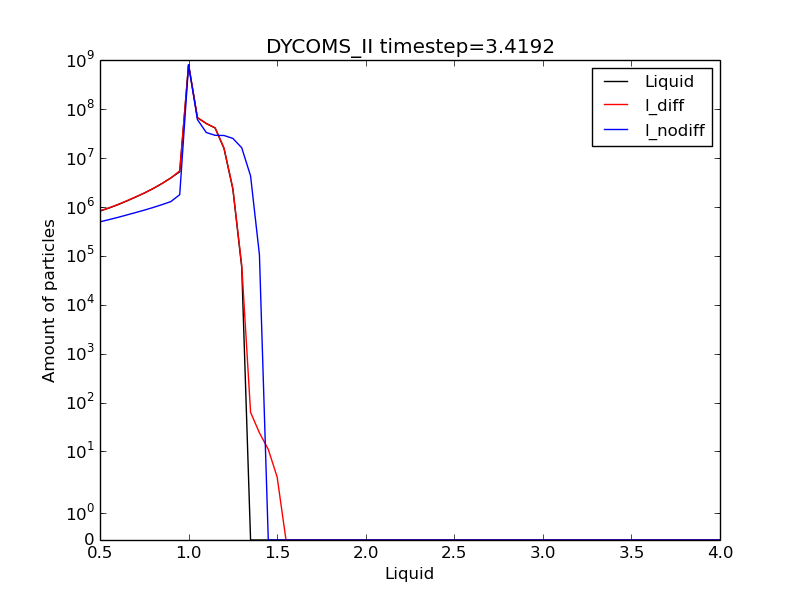 DYCOMS_II timestep=3.4192
Liquid
l_diff
l_nodiff
Amount of particles
10^9
10^8
10^7
10^6
10^5
10^4
10^3
10^2
10^1
10^0
0
0.5 1.0 1.5 2.0 2.5 3.0 3.5 4.0
Liquid